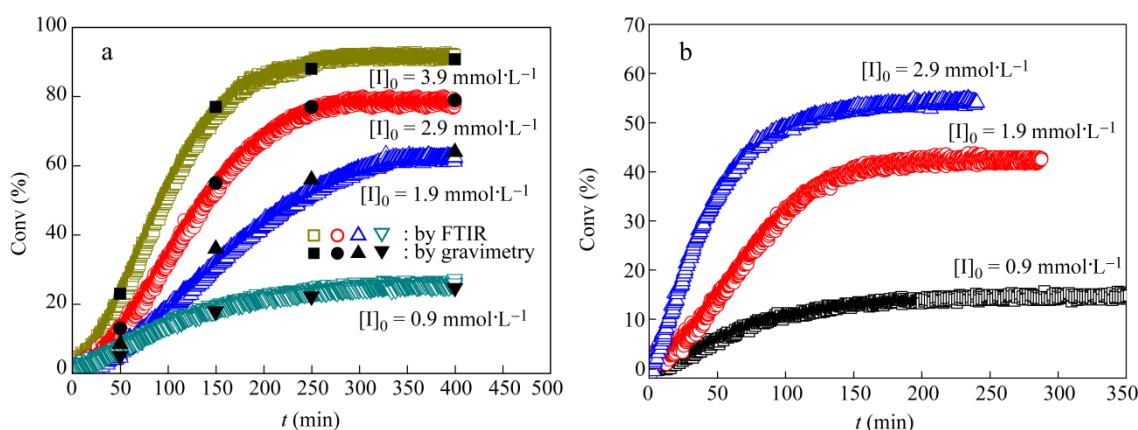 a
Conv (%)
100
80
60
40
20
0
[I]₀ = 3.9 mmol·L⁻¹
[I]₀ = 2.9 mmol·L⁻¹
[I]₀ = 1.9 mmol·L⁻¹
: by FTIR
: by gravimetry
[I]₀ = 0.9 mmol·L⁻¹
0 50 100 150 200 250 300 350 400 450 500
t (min)
b
Conv (%)
70
60
50
40
30
20
10
0
[I]₀ = 2.9 mmol·L⁻¹
[I]₀ = 1.9 mmol·L⁻¹
[I]₀ = 0.9 mmol·L⁻¹
0 50 100 150 200 250 300 350
t (min)